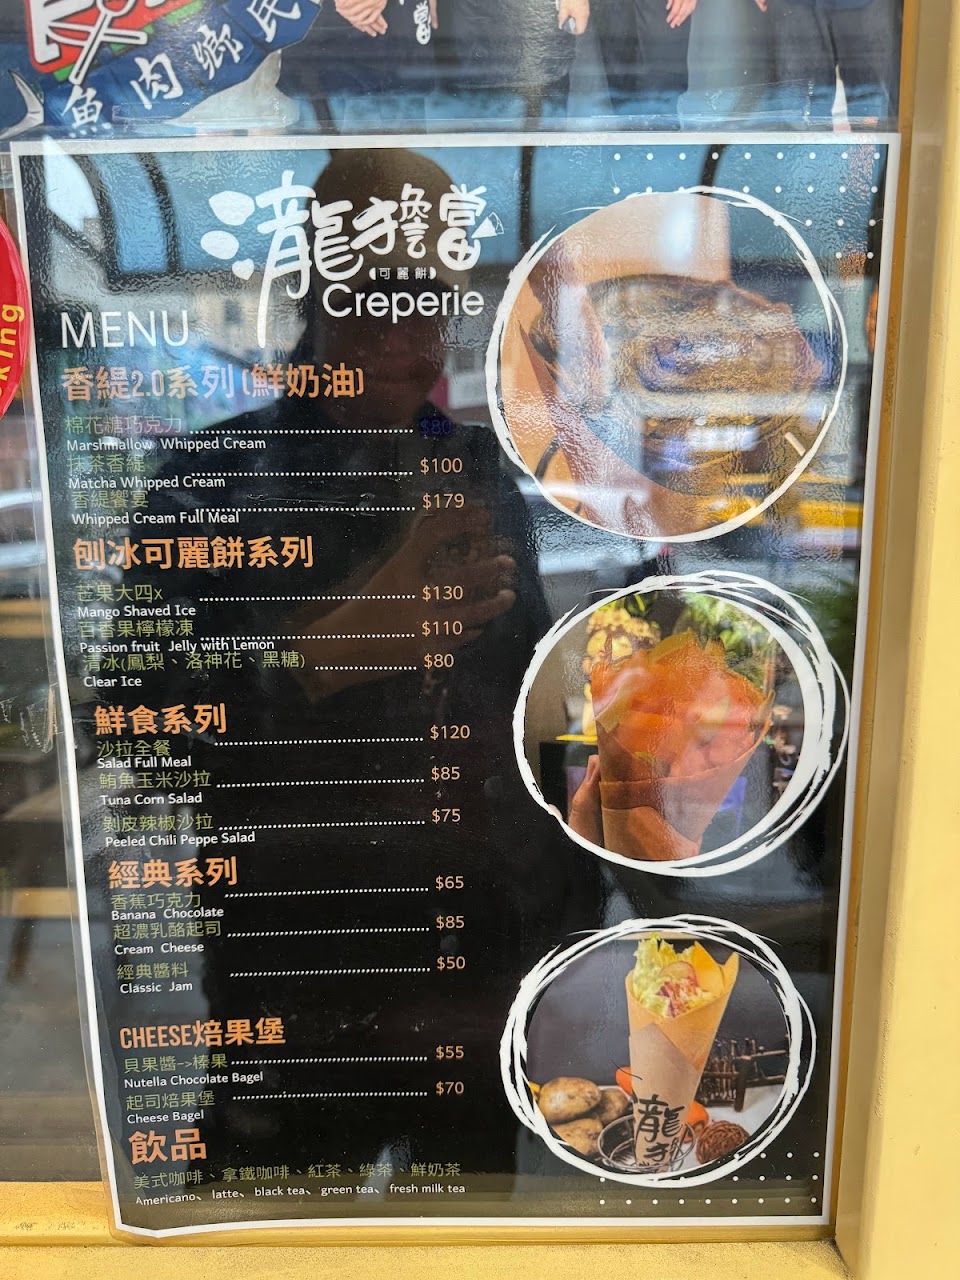 魚肉鄉民
king
瀧擔當
可麗餅
Creperie
MENU
香緹2.0系列(鮮奶油)
棉花糖巧克力 $80
Marshmallow Whipped Cream
抹茶香緹 $100
Matcha Whipped Cream
香緹饗宴 $179
Whipped Cream Full Meal
刨冰可麗餅系列
芒果大四x $130
Mango Shaved Ice
百香果檸檬凍 $110
Passion fruit Jelly with Lemon
清冰(鳳梨、洛神花、黑糖) $80
Clear Ice
鮮食系列
沙拉全餐 $120
Salad Full Meal
鮪魚玉米沙拉 $85
Tuna Corn Salad
剝皮辣椒沙拉 $75
Peeled Chili Peppe Salad
經典系列
香蕉巧克力 $65
Banana Chocolate
超濃乳酪起司 $85
Cream Cheese
經典醬料 $50
Classic Jam
CHEESE焙果堡
貝果醬->榛果 $55
Nutella Chocolate Bagel
起司焙果堡 $70
Cheese Bagel
飲品
美式咖啡、拿鐵咖啡、紅茶、綠茶、鮮奶茶
Americano、latte、black tea、green tea、fresh milk tea